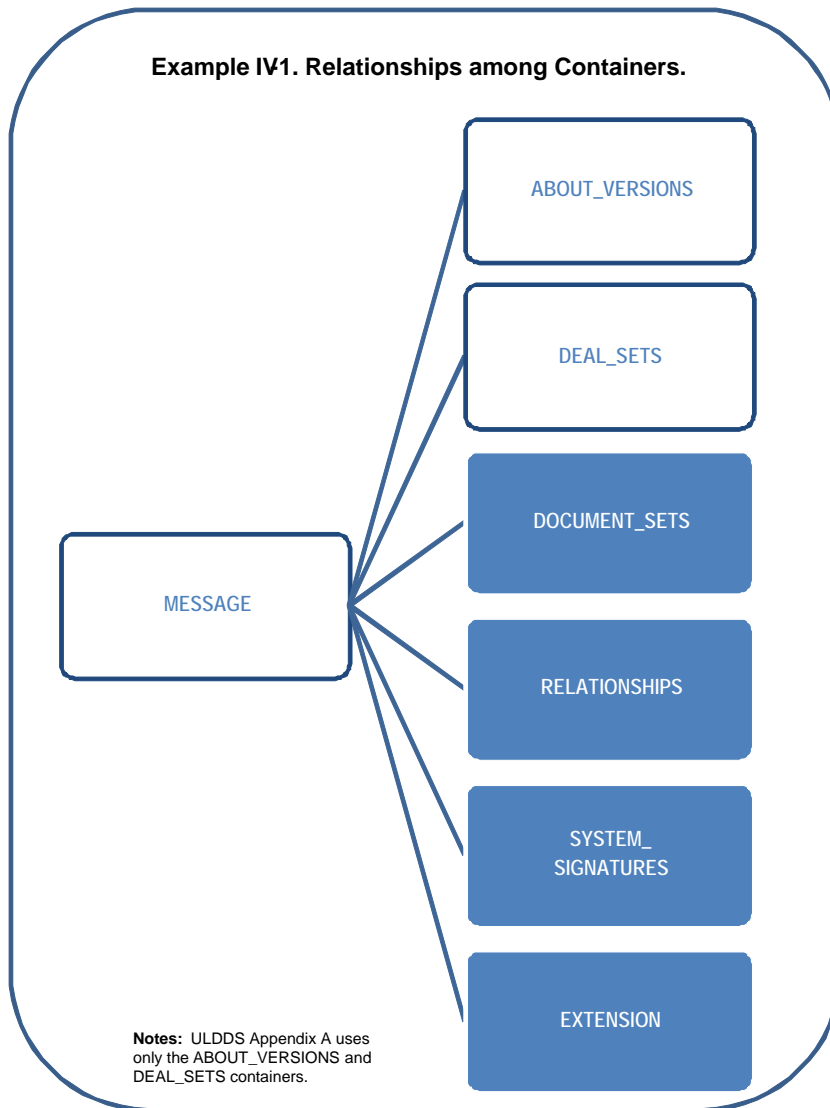 Example IV-1. Relationships among Containers.
ABOUT_VERSIONS
DEAL_SETS
DOCUMENT_SETS
MESSAGE
RELATIONSHIPS
SYSTEM_
SIGNATURES
EXTENSION
Notes: ULDDS Appendix A uses
only the ABOUT_VERSIONS and
DEAL_SETS containers.